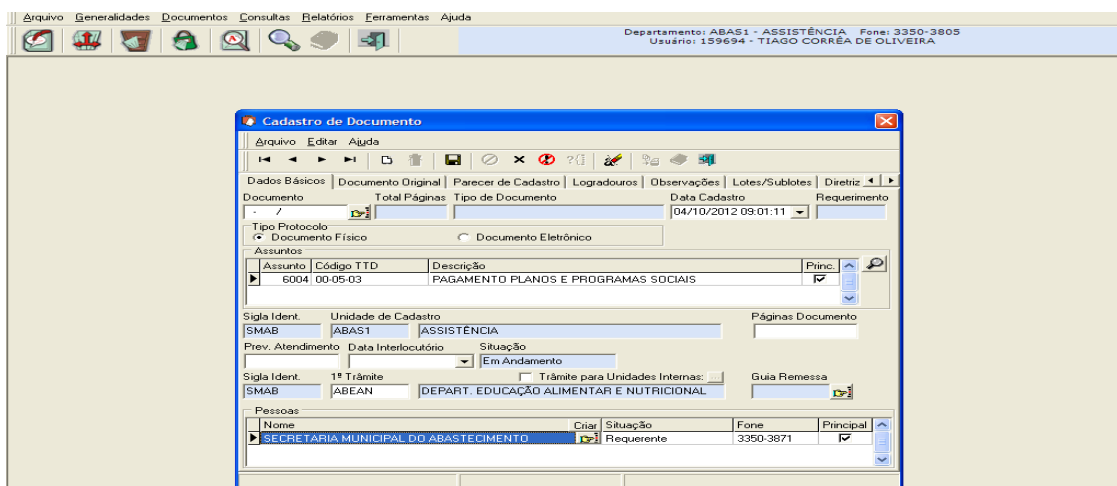 Arquivo Generalidades Documentos Consultas Relatórios Ferramentas Ajuda
Departamento: ABAS1 - ASSISTÊNCIA Fone: 3350-3805
Usuário: 159694 - TIAGO CORRÊA DE OLIVEIRA
Cadastro de Documento
Arquivo Editar Ajuda
Dados Básicos Documento Original Parecer de Cadastro Logradouros Observações Lotes/Sublotes Diretriz
Documento Total Páginas Tipo de Documento Data Cadastro Requerimento
- / 04/10/2012 09:01:11
Tipo Protocolo
Documento Físico Documento Eletrônico
Assuntos
Assunto Código TTD Descrição Princ.
6004 00-05-03 PAGAMENTO PLANOS E PROGRAMAS SOCIAIS
Sigla Ident. Unidade de Cadastro Páginas Documento
SMAB ABAS1 ASSISTÊNCIA
Prev. Atendimento Data Interlocutório Situação
Em Andamento
Sigla Ident. 1º Trâmite Trâmite para Unidades Internas: ... Guia Remessa
SMAB ABEAN DEPART. EDUCAÇÃO ALIMENTAR E NUTRICIONAL
Pessoas
Nome Criar Situação Fone Principal
SECRETARIA MUNICIPAL DO ABASTECIMENTO Requerente 3350-3871